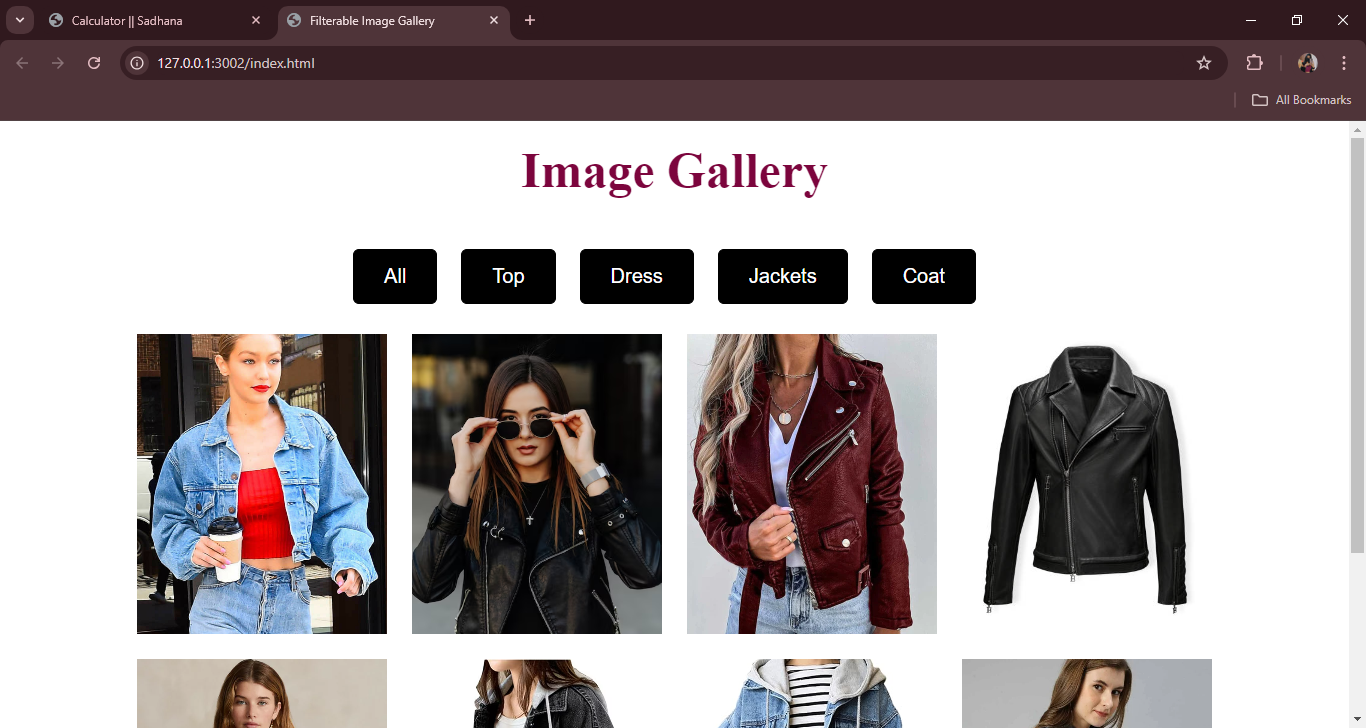 Calculator || Sadhana
Filterable Image Gallery
127.0.0.1:3002/index.html
All Bookmarks
Image Gallery
All
Top
Dress
Jackets
Coat